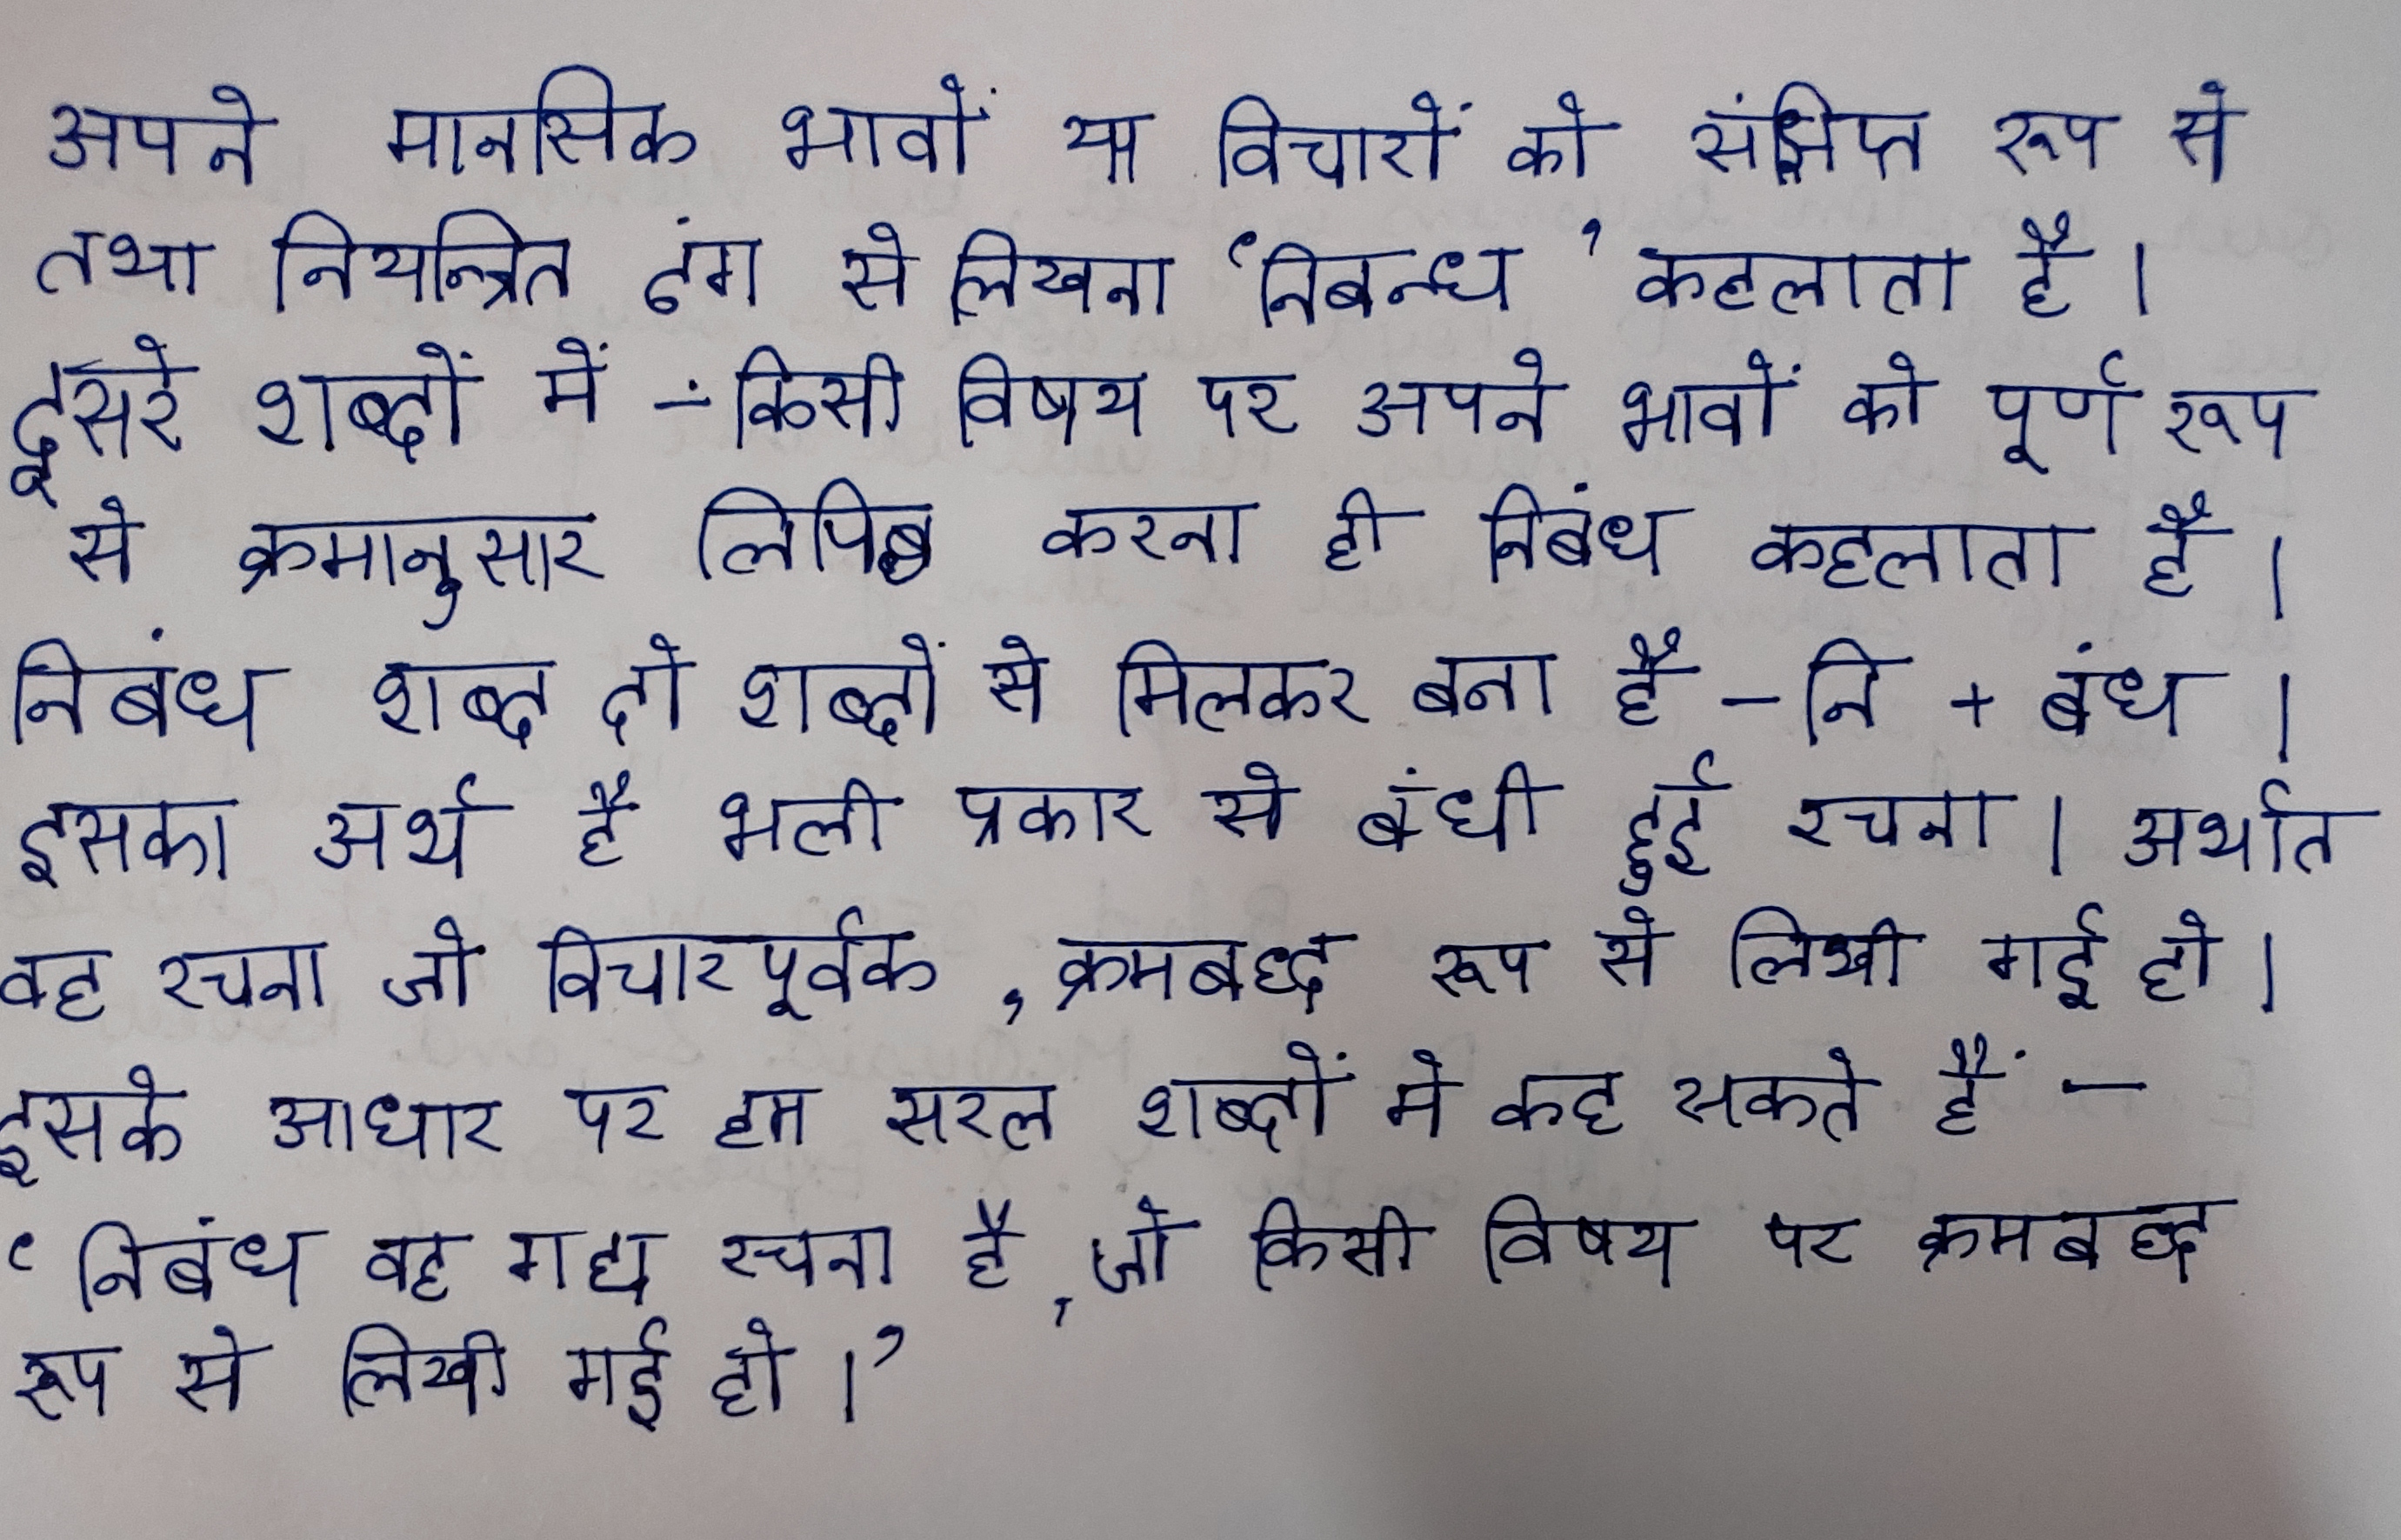 अपने मानसिक भावों या विचारों को संक्षिप्त रूप से
तथा नियन्त्रित ढंग से लिखना ‘निबन्ध’ कहलाता है।
दूसरे शब्दों में - किसी विषय पर अपने भावों को पूर्ण रूप
से क्रमानुसार करना ही निबंध कहलाता है।
निबंध शब्द दो शब्दों से मिलकर बना है - नि + बंध।
इसका अर्थ है भली प्रकार से बंधी हुई रचना। अर्थात
वह रचना जो विचारपूर्वक, क्रमबध्द रूप से लिखी गई हो।
इसके आधार पर हम सरल शब्दों मे कह सकते हैं -
‘निबंध वह गद्य रचना है, जो किसी विषय पर क्रमबध्द
रूप से लिखी गई हो।’